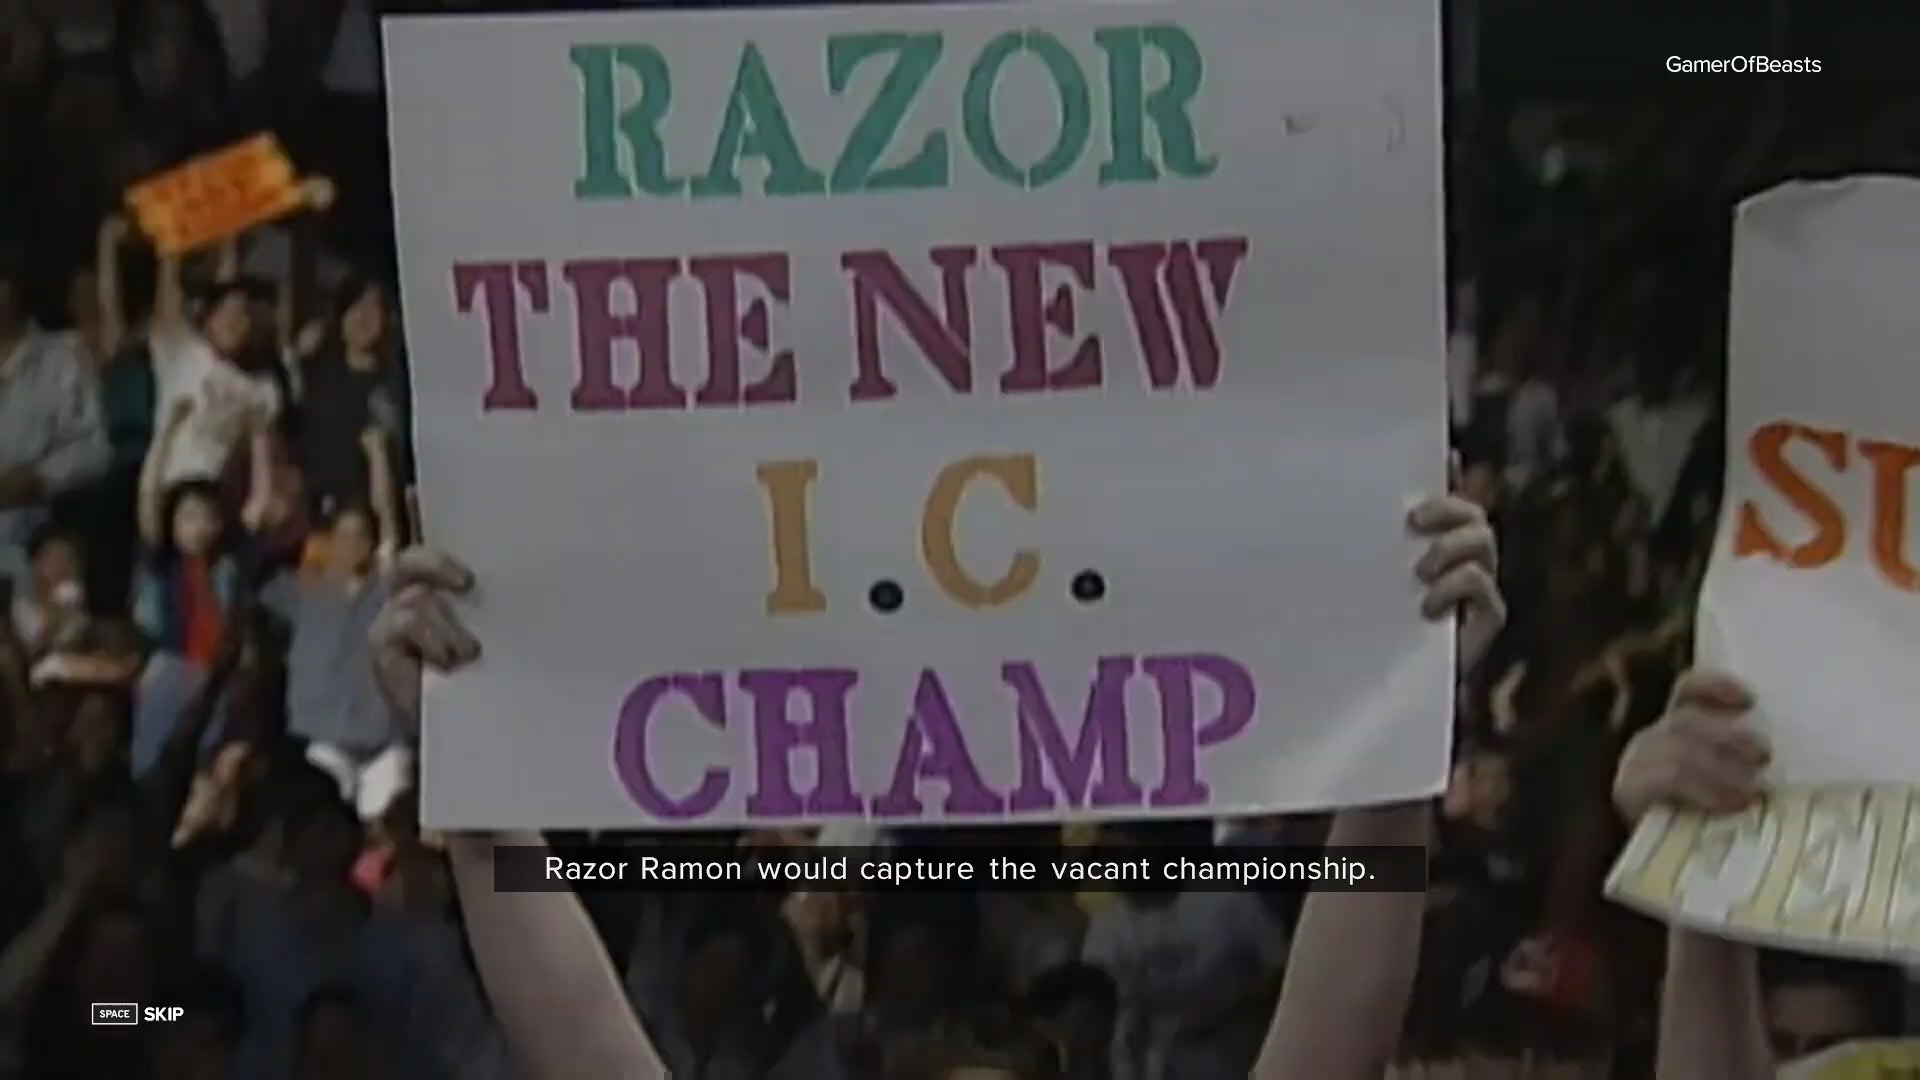 GamerOfBeasts
RAZOR
THE NEW
I.C.
CHAMP
Razor Ramon would capture the vacant championship.
SPACE SKIP